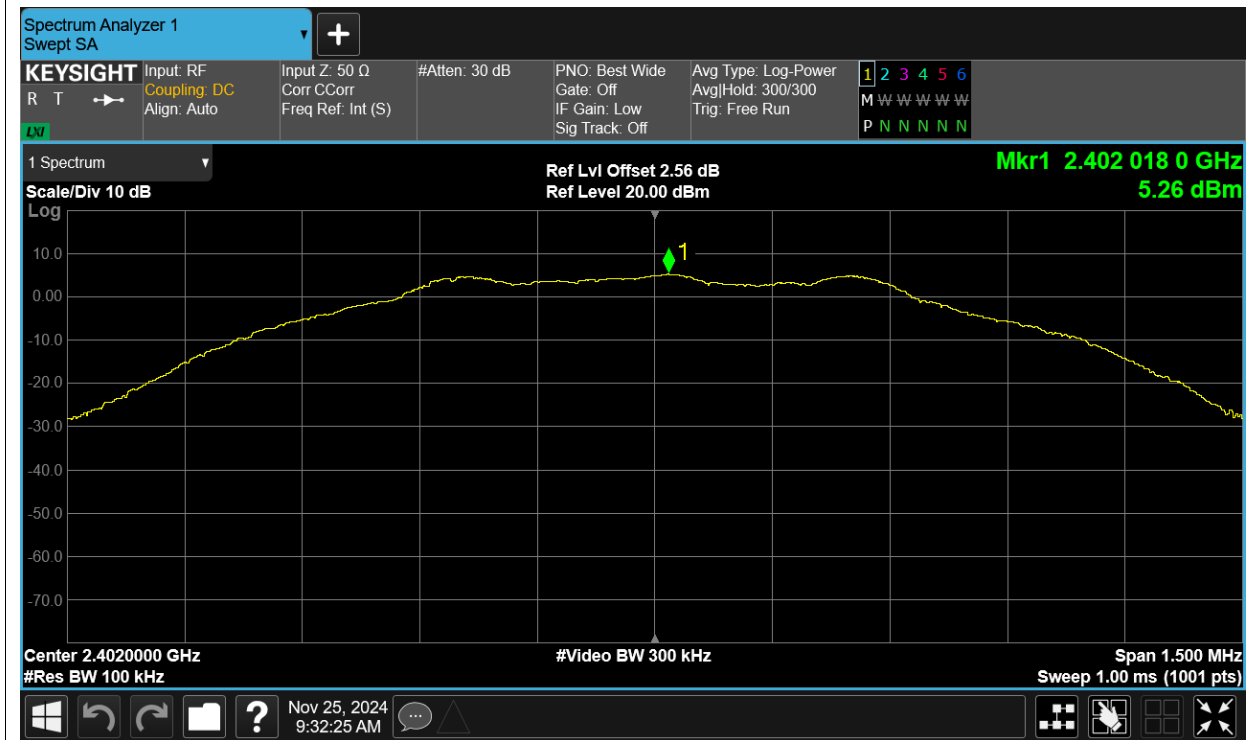 Spectrum Analyzer 1
Swept SA
+
KEYSIGHT
R T
LXI
Input: RF
Coupling: DC
Align: Auto
Input Z: 50 Ω
Corr CCorr
Freq Ref: Int (S)
#Atten: 30 dB
PNO: Best Wide
Gate: Off
IF Gain: Low
Sig Track: Off
Avg Type: Log-Power
Avg|Hold: 300/300
Trig: Free Run
1 2 3 4 5 6
M W W W W W
P N N N N N
1 Spectrum
Scale/Div 10 dB
Log
Ref Lvl Offset 2.56 dB
Ref Level 20.00 dBm
Mkr1 2.402 018 0 GHz
5.26 dBm
1
10.0
0.00
-10.0
-20.0
-30.0
-40.0
-50.0
-60.0
-70.0
Center 2.4020000 GHz
#Res BW 100 kHz
#Video BW 300 kHz
Span 1.500 MHz
Sweep 1.00 ms (1001 pts)
?
Nov 25, 2024
9:32:25 AM